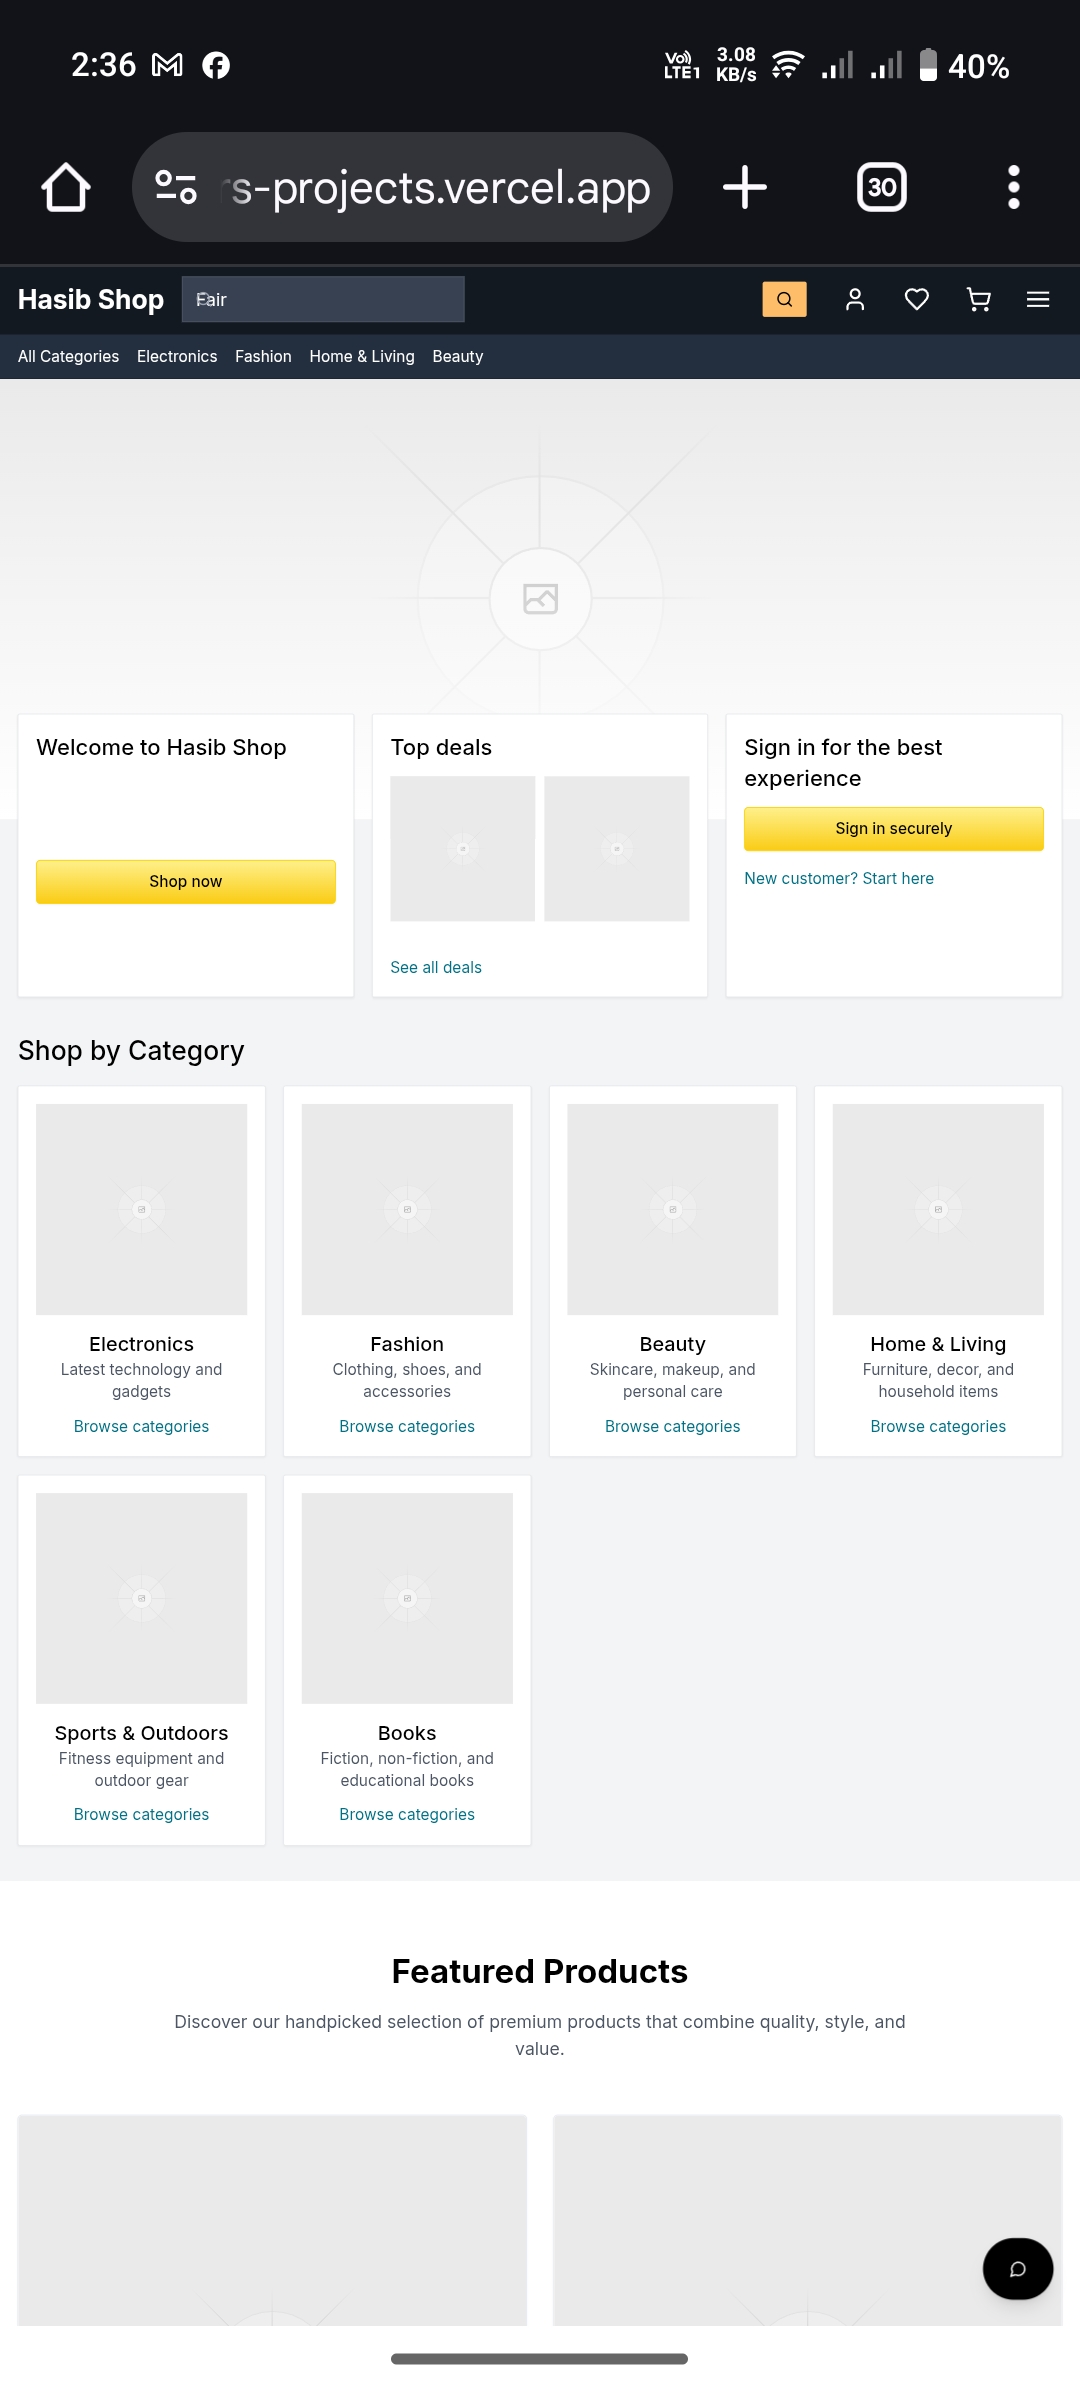 2:36
Vo)) LTE1
3.08 KB/s
40%
rs-projects.vercel.app
30
Hasib Shop
Fair
All Categories Electronics Fashion Home & Living Beauty
Welcome to Hasib Shop
Shop now
Top deals
See all deals
Sign in for the best
experience
Sign in securely
New customer? Start here
Shop by Category
Electronics
Latest technology and
gadgets
Browse categories
Fashion
Clothing, shoes, and
accessories
Browse categories
Beauty
Skincare, makeup, and
personal care
Browse categories
Home & Living
Furniture, decor, and
household items
Browse categories
Sports & Outdoors
Fitness equipment and
outdoor gear
Browse categories
Books
Fiction, non-fiction, and
educational books
Browse categories
Featured Products
Discover our handpicked selection of premium products that combine quality, style, and
value.